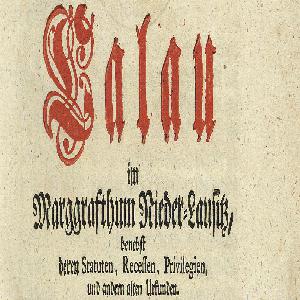 Calau
im
Marggrafthum Nieder-Lausitz,
benebst
deren Statuten, Recessen, Privilegien,
und andern alten Urkunden.